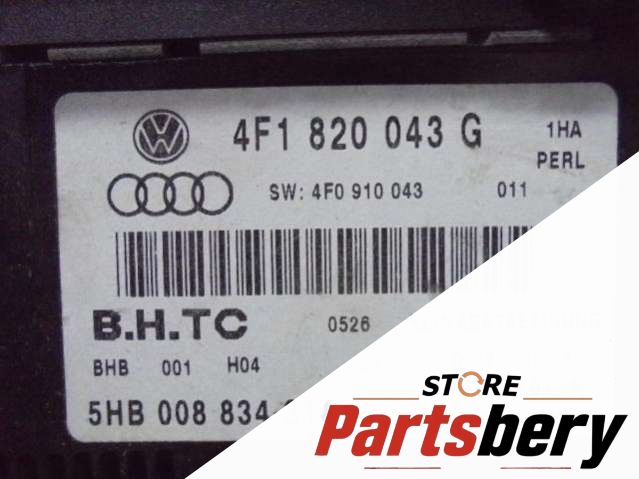 4F1 820 043 G 1HA
PERL
SW: 4F0 910 043 011
B.H.TC 0526
BHB 001 H04
5HB 008 834
STORE
Partsbery